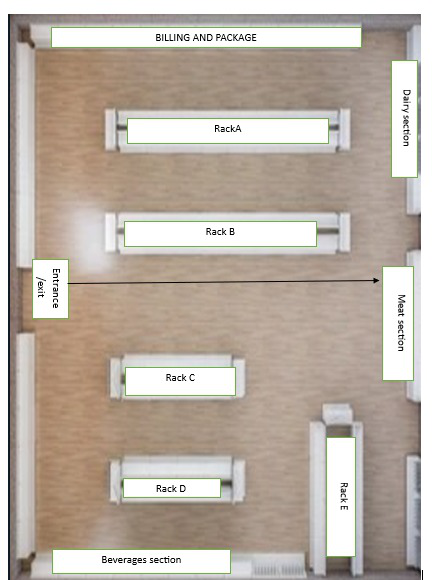 BILLING AND PACKAGE
Dairy section
RackA
Rack B
Entrance
/exit
Meat section
Rack C
Rack D
Rack E
Beverages section